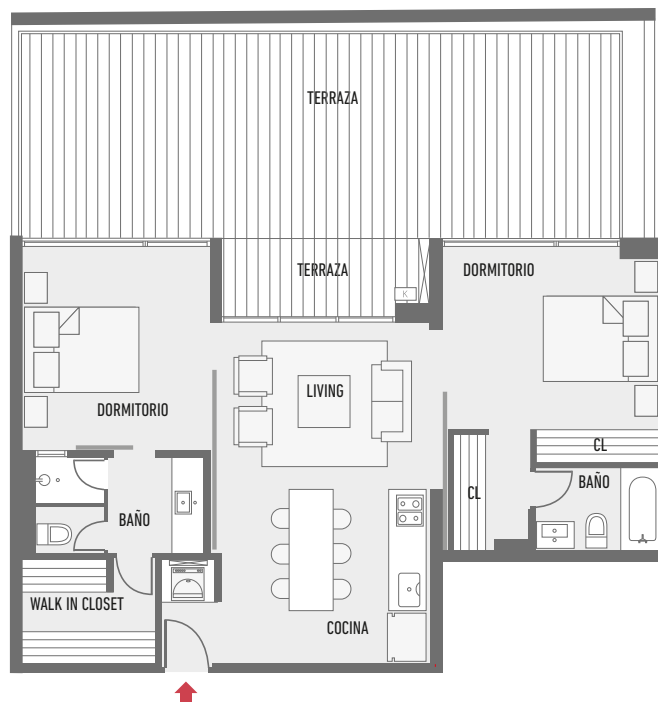 TERRAZA
TERRAZA
K
DORMITORIO
LIVING
DORMITORIO
CL
CL
BAÑO
BAÑO
WALK IN CLOSET
COCINA